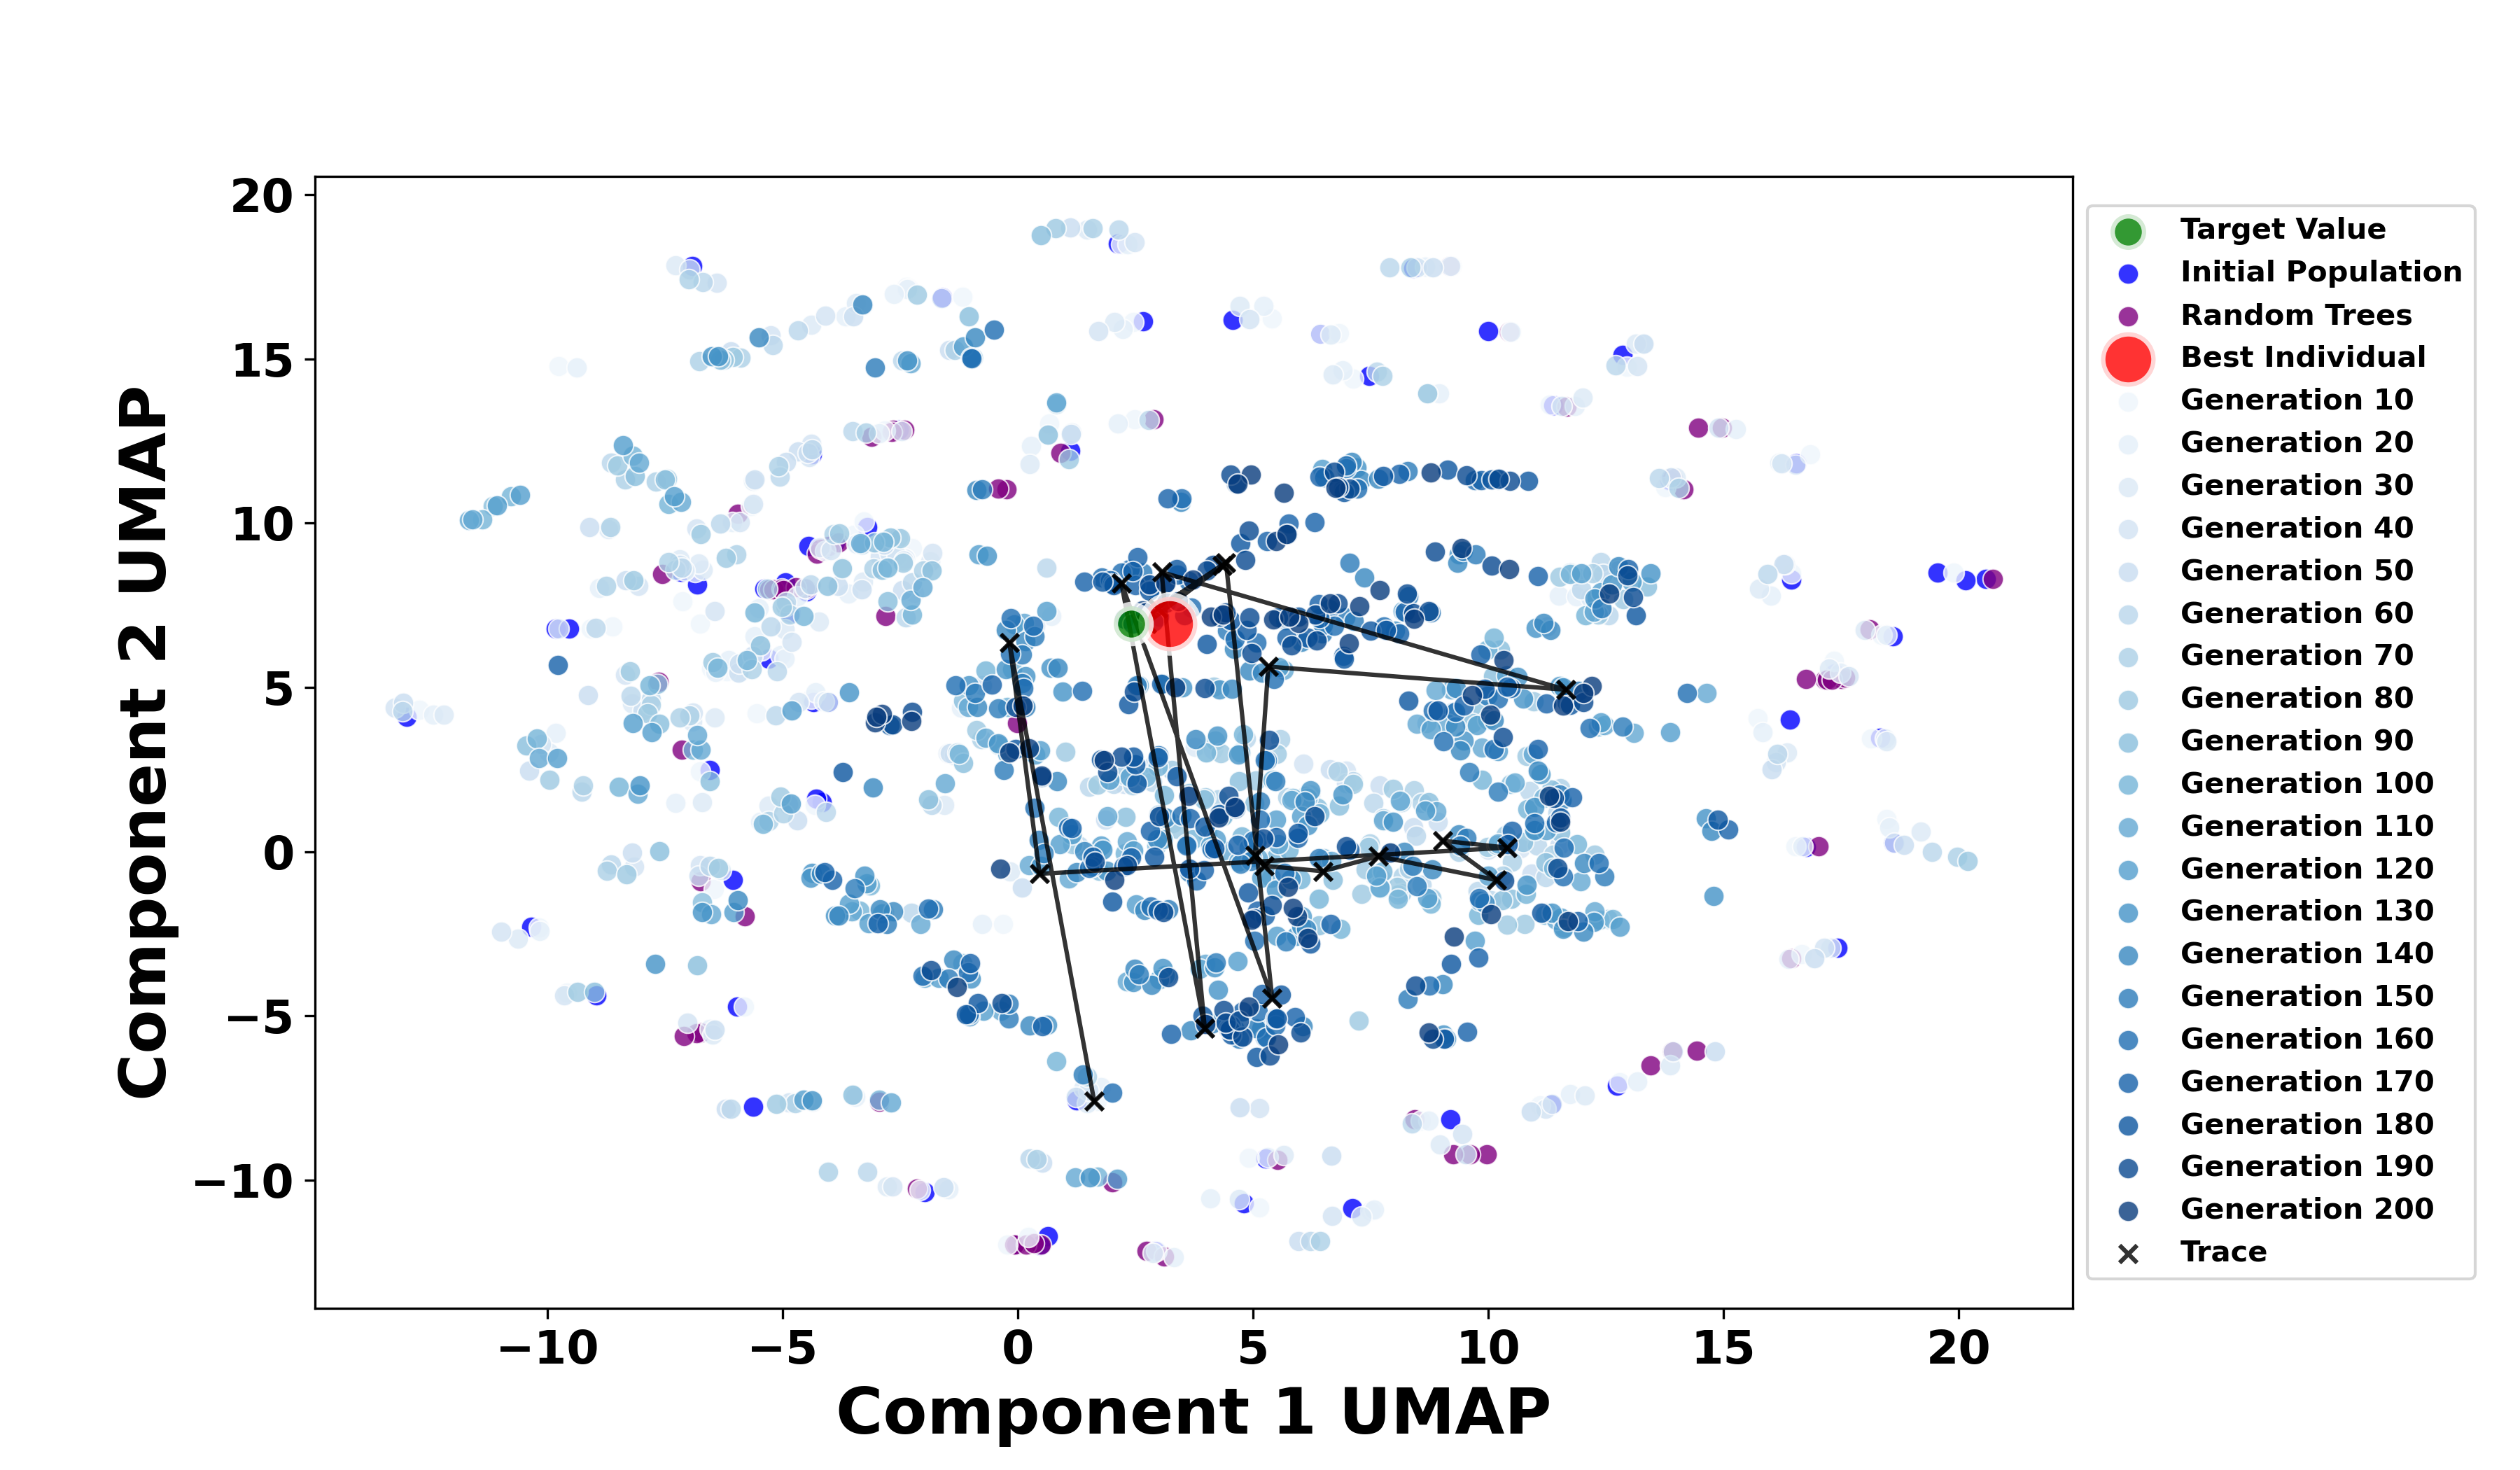 20
15
10
5
0
−5
−10
Component 2 UMAP
−10
−5
0
5
10
15
20
Component 1 UMAP
Target Value
Initial Population
Random Trees
Best Individual
Generation 10
Generation 20
Generation 30
Generation 40
Generation 50
Generation 60
Generation 70
Generation 80
Generation 90
Generation 100
Generation 110
Generation 120
Generation 130
Generation 140
Generation 150
Generation 160
Generation 170
Generation 180
Generation 190
Generation 200
Trace